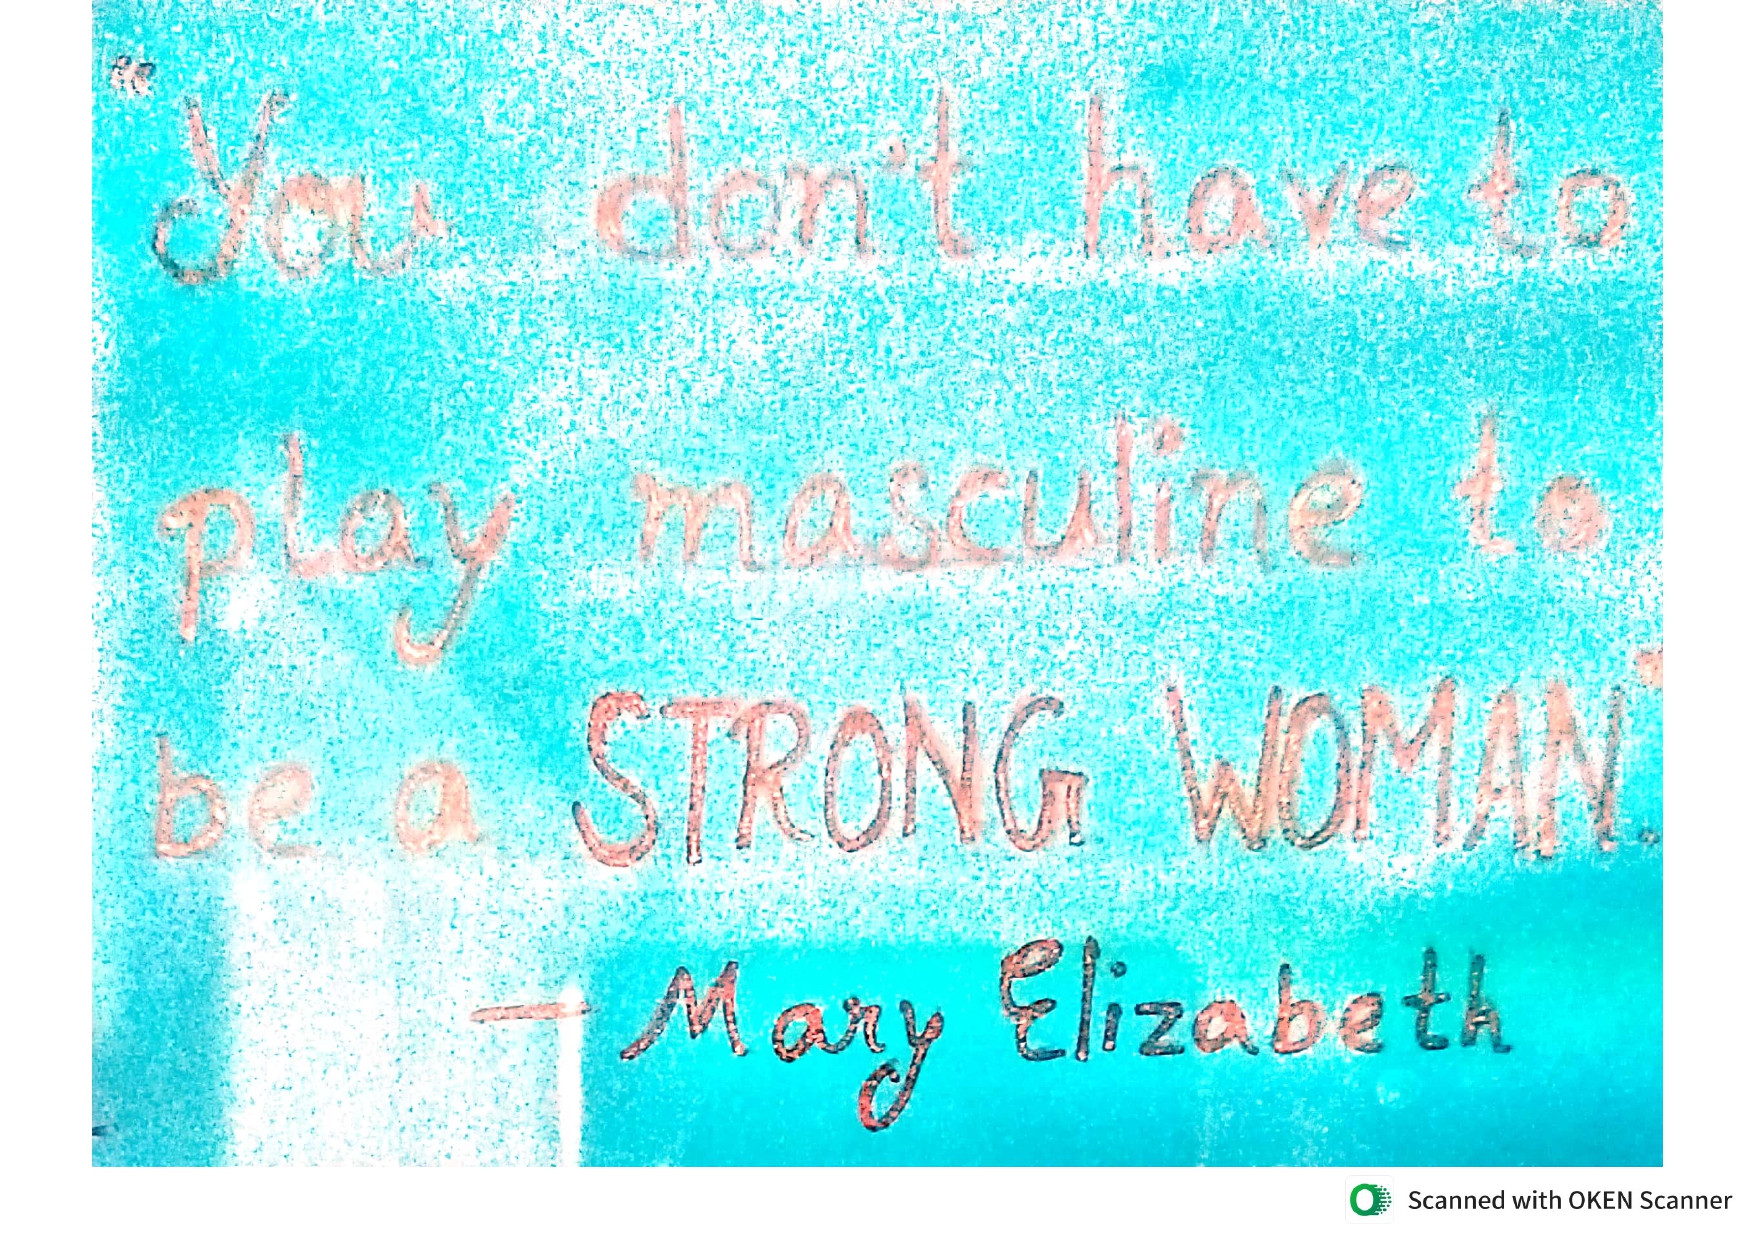 “You don't have to
play masculine to
be a STRONG WOMAN".
— Mary Elizabeth
Scanned with OKEN Scanner